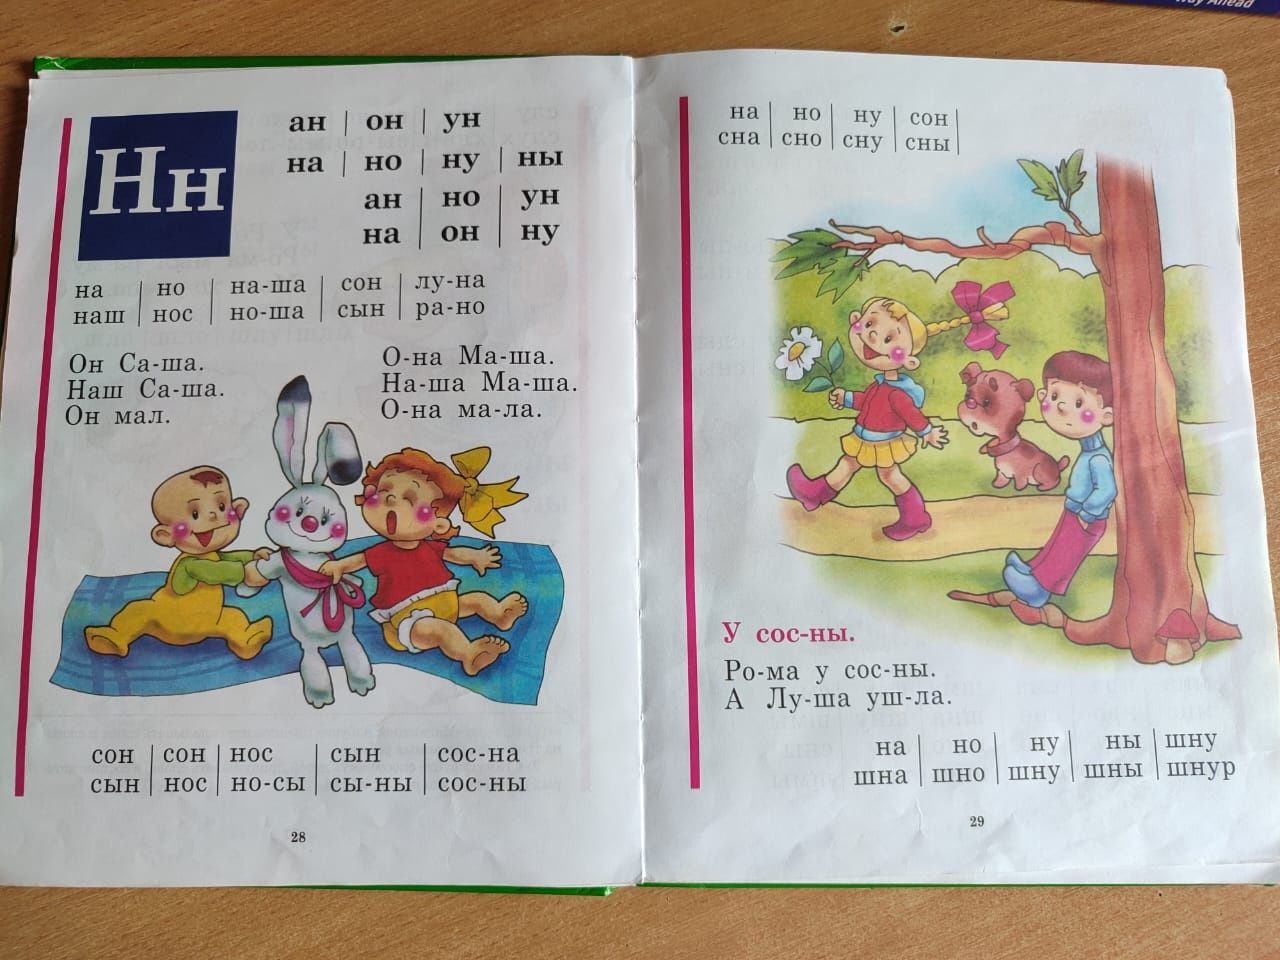 Way Ahead
Нн
ан | он | ун
на | но | ну | ны
ан | но | ун
на | он | ну
на | но | на-ша | сон | лу-на
наш | нос | но-ша | сын | ра-но
Он Са-ша.
Наш Са-ша.
Он мал.
О-на Ма-ша.
На-ша Ма-ша.
О-на ма-ла.
сон | сон | нос | сын | сос-на
сын | нос | но-сы | сы-ны | сос-ны
28
на | но | ну | сон |
сна | сно | сну | сны |
У сос-ны.
Ро-ма у сос-ны.
А Лу-ша уш-ла.
на | но | ну | ны | шну
шна | шно | шну | шны | шнур
29